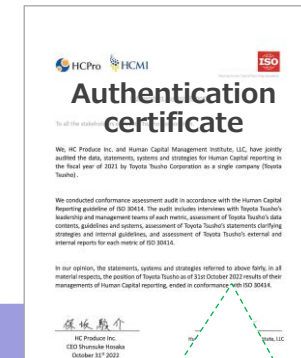 HCPro HCMI ISO
Authentication
certificate
To all the stakeholders
We, HC Produce Inc. and Human Capital Management Institute, LLC, have jointly
audited the data, statements, systems and strategies for Human Capital reporting in
the fiscal year of 2021 by Toyota Tsusho Corporation as a single company (Toyota
Tsusho).
We conducted conformance assessment audit in accordance with the Human Capital
Reporting guideline of ISO 30414. The audit includes interviews with Toyota Tsusho's
leadership and management teams of each metric, assessment of Toyota Tsusho's data
contents, guidelines and systems, assessment of Toyota Tsusho's statements clarifying
strategies and internal guidelines, and assessment of Toyota Tsusho's external and
internal reports for each metric of ISO 30414.
In our opinion, the statements, systems and strategies referred to above fairly, in all
material respects, the position of Toyota Tsusho as of 31st October 2022 results of their
managements of Human Capital reporting, ended in conformance with ISO 30414.
保坂駿介
HC Produce Inc.
CEO Shunsuke Hosaka
October 31st 2022
Hu
itute, LLC